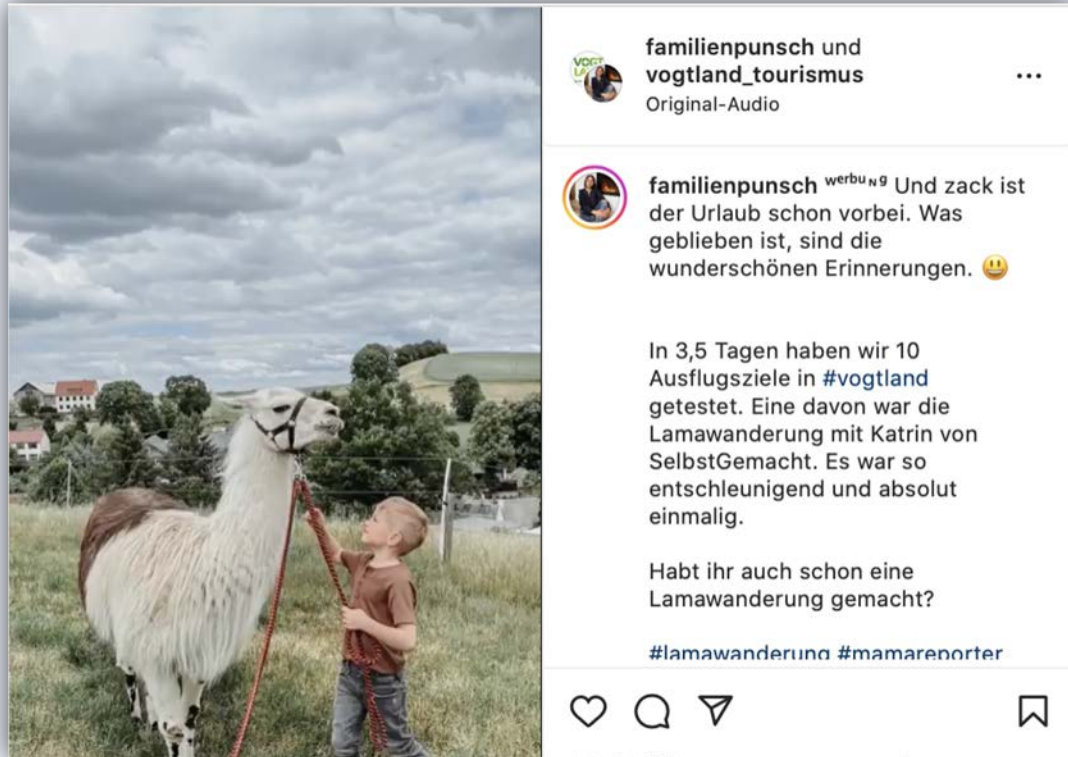 VOGT
LA
familienpunsch und
vogtland_tourismus
Original-Audio
familienpunsch ʷᵉʳᵇᵘₙᵍ Und zack ist
der Urlaub schon vorbei. Was
geblieben ist, sind die
wunderschönen Erinnerungen. 😃
In 3,5 Tagen haben wir 10
Ausflugsziele in #vogtland
getestet. Eine davon war die
Lamawanderung mit Katrin von
SelbstGemacht. Es war so
entschleunigend und absolut
einmalig.
Habt ihr auch schon eine
Lamawanderung gemacht?
#lamawanderung #mamareporter